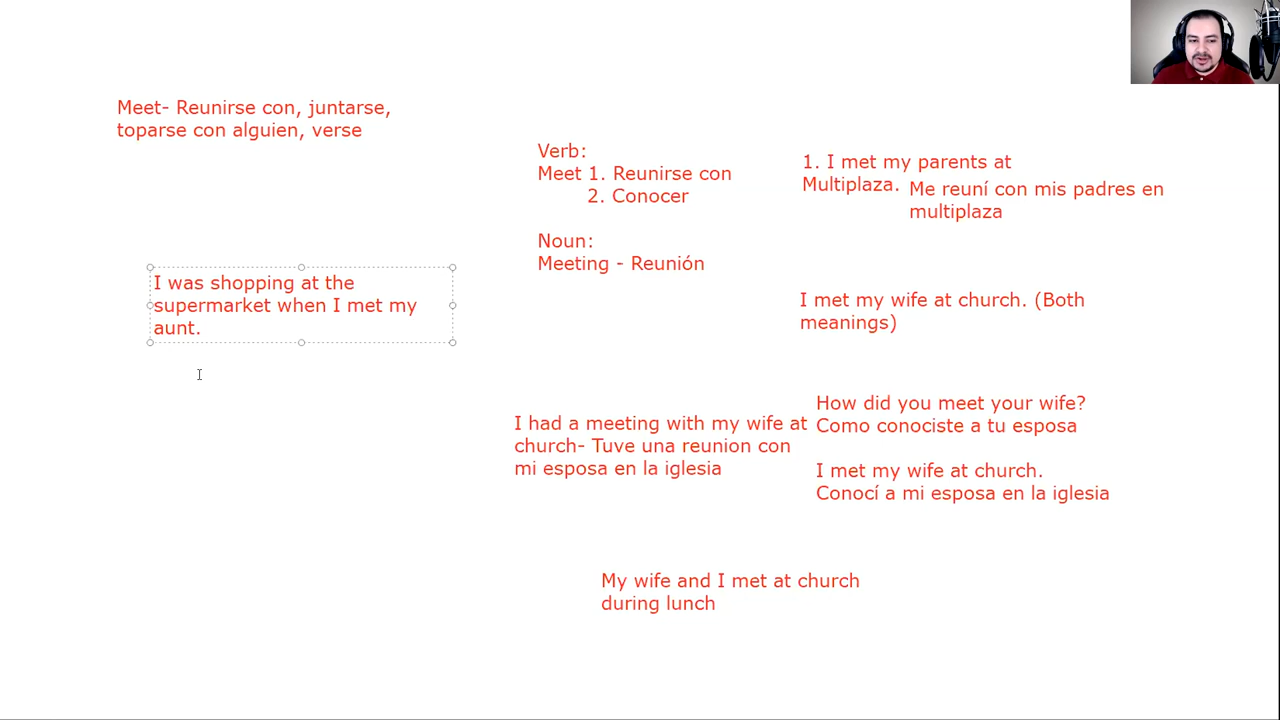 Meet- Reunirse con, juntarse,
toparse con alguien, verse
Verb:
Meet 1. Reunirse con
2. Conocer
Noun:
Meeting - Reunión
1. I met my parents at
Multiplaza.
Me reuní con mis padres en
multiplaza
I was shopping at the
supermarket when I met my
aunt.
I met my wife at church. (Both
meanings)
I had a meeting with my wife at
church- Tuve una reunion con
mi esposa en la iglesia
How did you meet your wife?
Como conociste a tu esposa
I met my wife at church.
Conocí a mi esposa en la iglesia
My wife and I met at church
during lunch